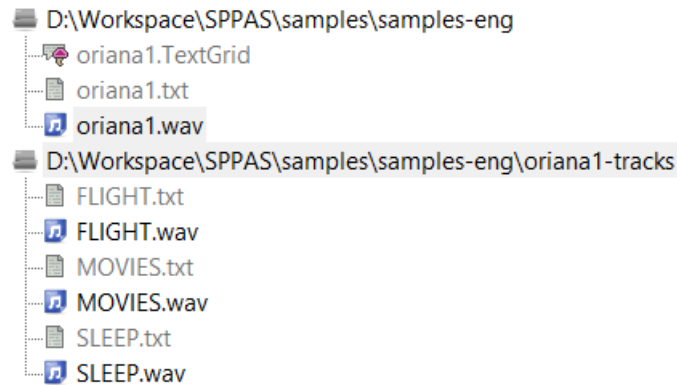 D:\Workspace\SPPAS\samples\samples-eng
oriana1.TextGrid
oriana1.txt
oriana1.wav
D:\Workspace\SPPAS\samples\samples-eng\oriana1-tracks
FLIGHT.txt
FLIGHT.wav
MOVIES.txt
MOVIES.wav
SLEEP.txt
SLEEP.wav